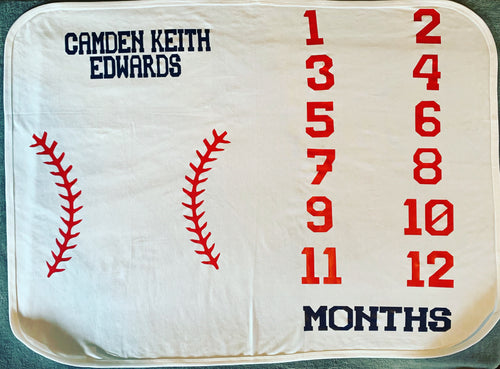 CAMDEN KEITH
EDWARDS
1 2
3 4
5 6
7 8
9 10
11 12
MONTHS